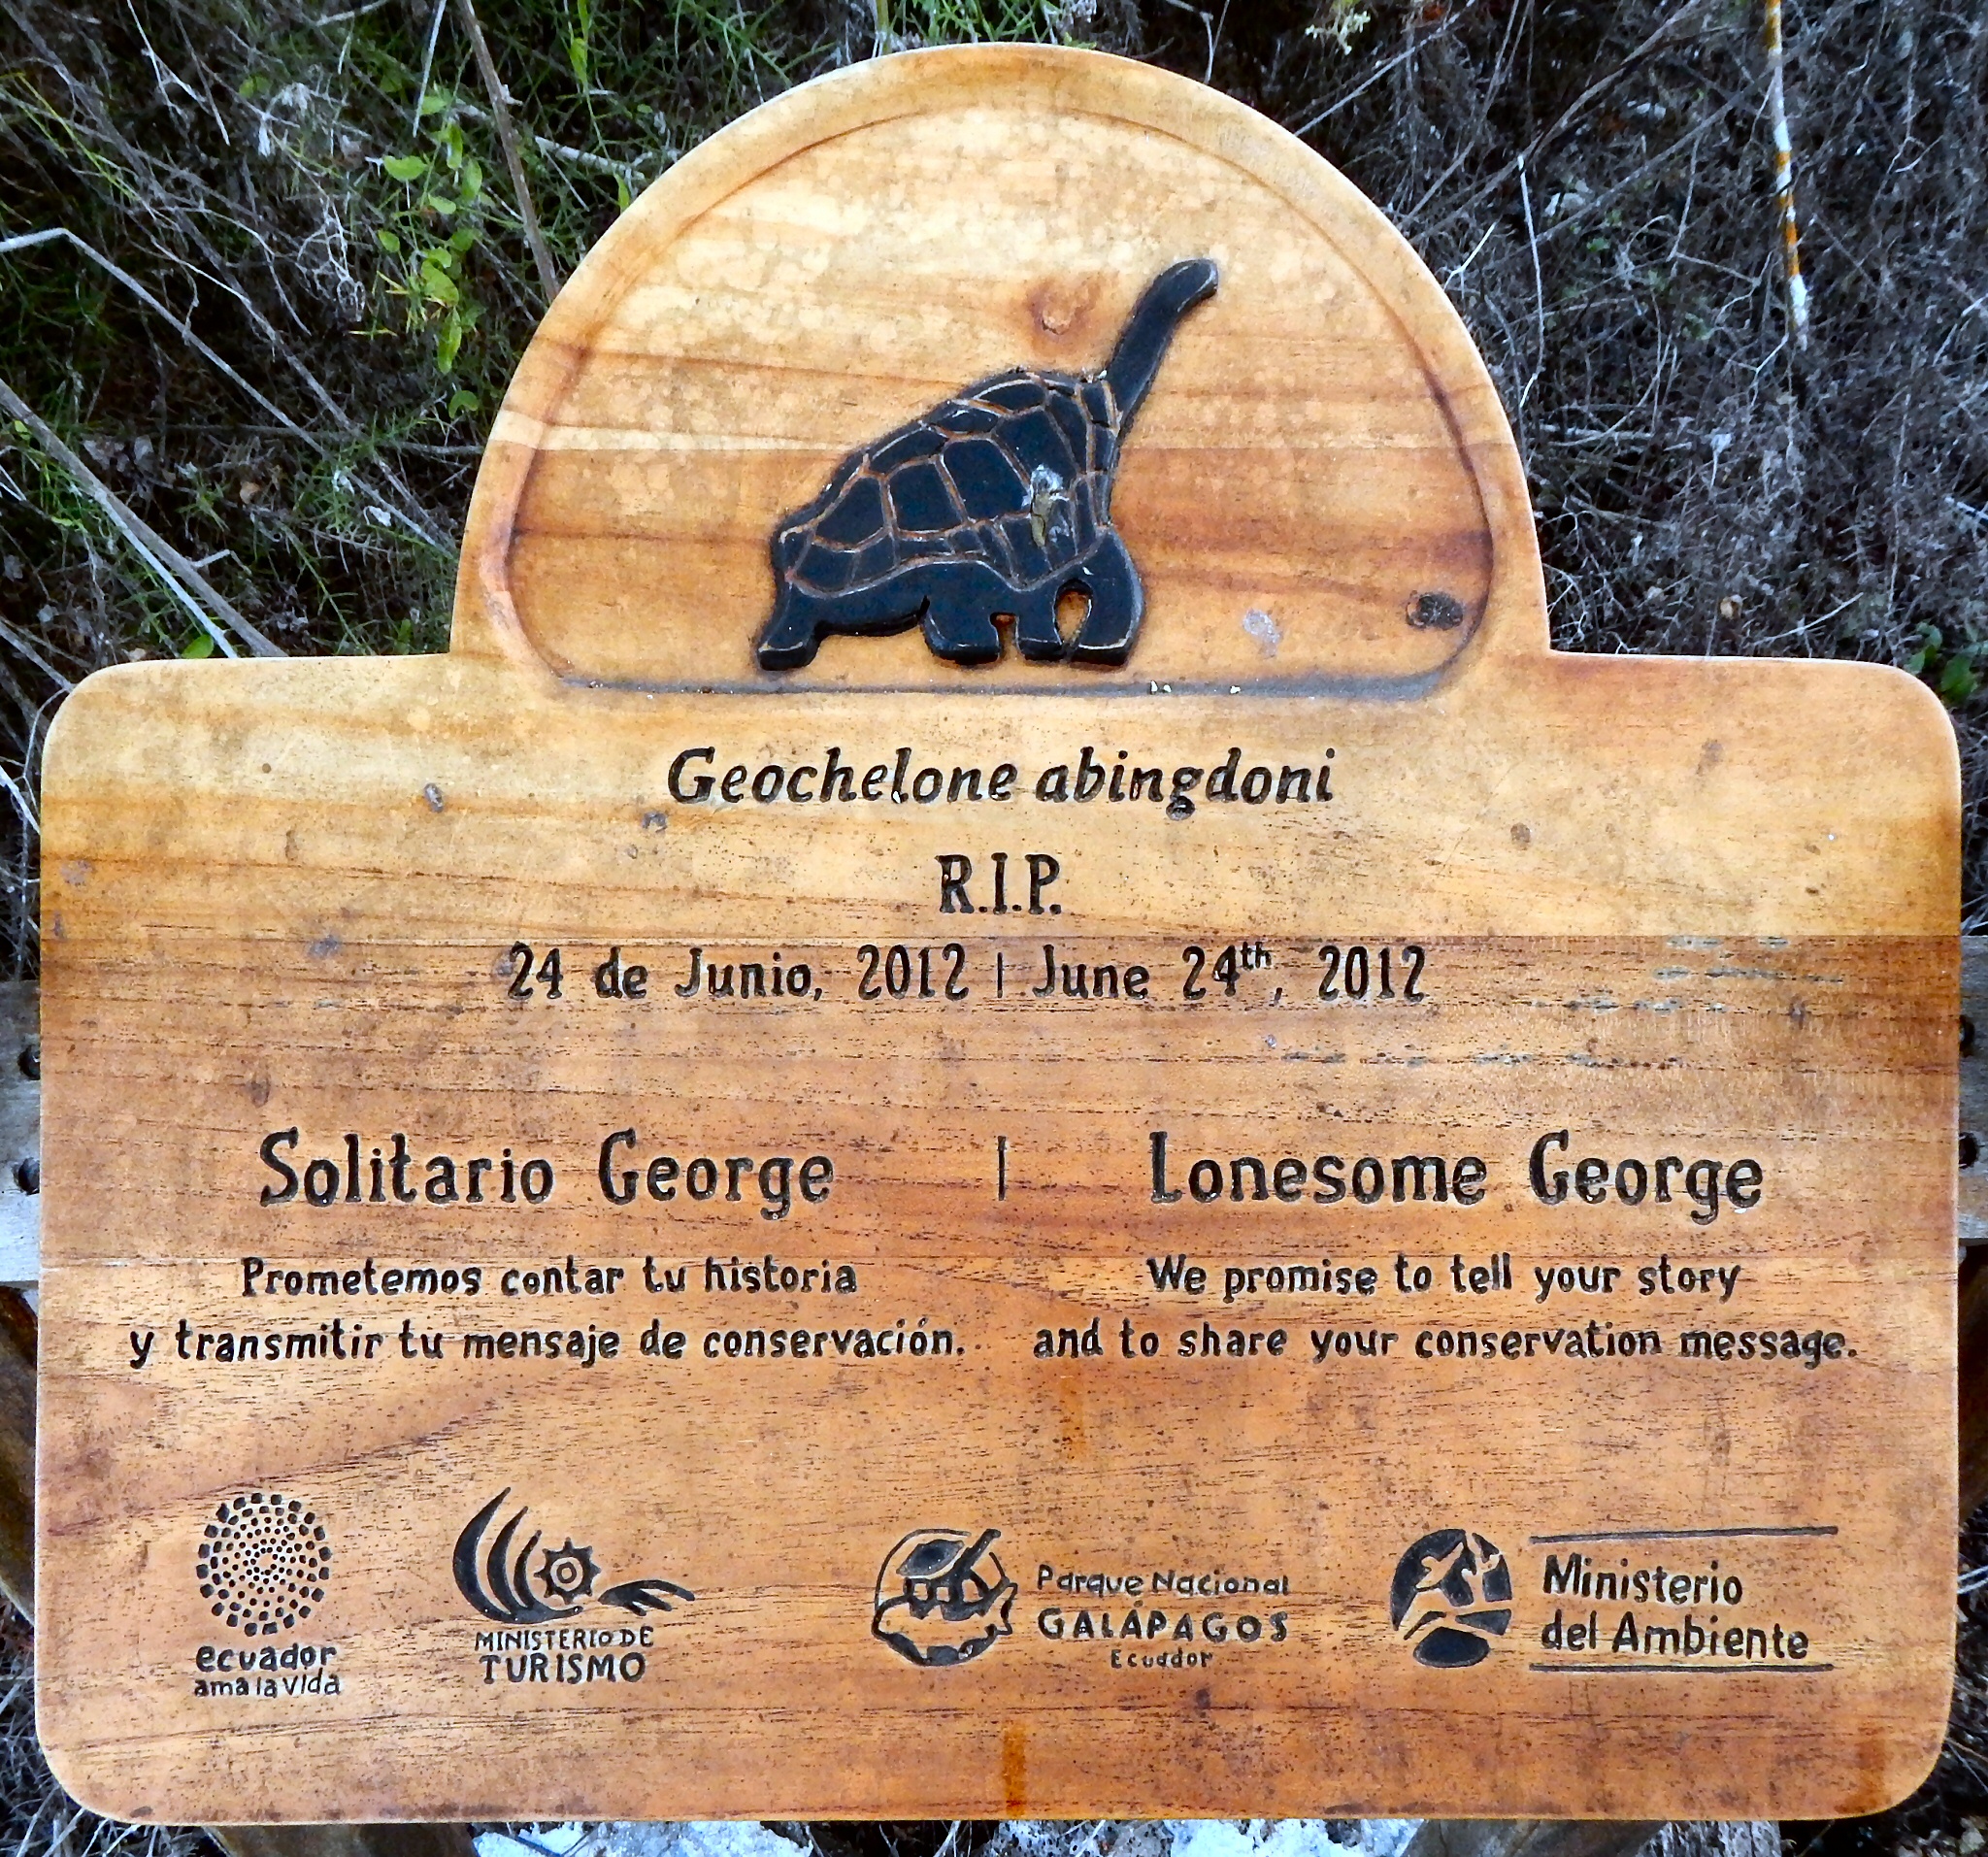 Geochelone abingdoni
R.I.P.
24 de Junio, 2012 | June 24th, 2012
Solitario George | Lonesome George
Prometemos contar tu historia
y transmitir tu mensaje de conservación.
We promise to tell your story
and to share your conservation message.
ecuador
ama la vida
MINISTERIO DE
TURISMO
Parque Nacional
GALÁPAGOS
Ecuador
Ministerio
del Ambiente